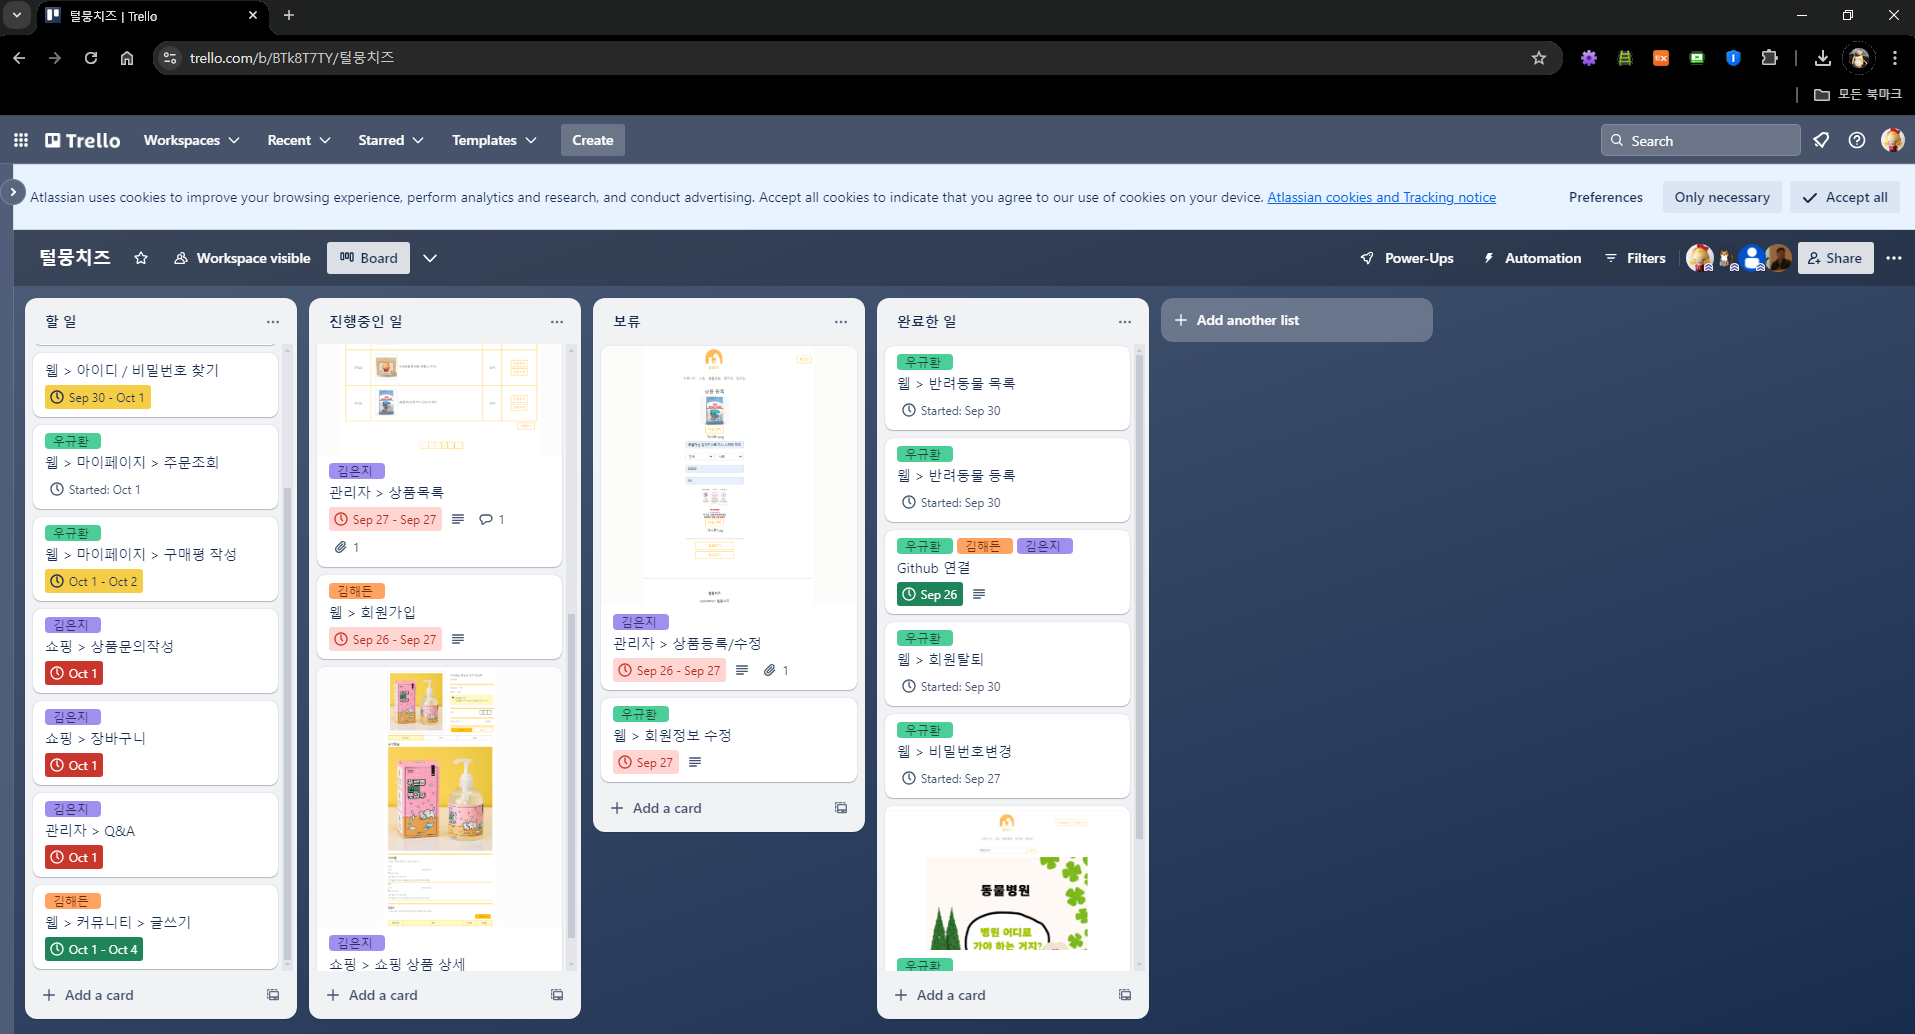 털뭉치즈 | Trello
trello.com/b/BTk8T7TY/털뭉치즈
모든 북마크
Trello
Workspaces
Recent
Starred
Templates
Create
Search
Atlassian uses cookies to improve your browsing experience, perform analytics and research, and conduct advertising. Accept all cookies to indicate that you agree to our use of cookies on your device. Atlassian cookies and Tracking notice
Preferences
Only necessary
Accept all
털뭉치즈
Workspace visible
Board
Power-Ups
Automation
Filters
Share
할 일
웹 > 아이디 / 비밀번호 찾기
Sep 30 - Oct 1
우규환
웹 > 마이페이지 > 주문조회
Started: Oct 1
우규환
웹 > 마이페이지 > 구매평 작성
Oct 1 - Oct 2
김은지
쇼핑 > 상품문의작성
Oct 1
김은지
쇼핑 > 장바구니
Oct 1
김은지
관리자 > Q&A
Oct 1
김해든
웹 > 커뮤니티 > 글쓰기
Oct 1 - Oct 4
Add a card
진행중인 일
김은지
관리자 > 상품목록
Sep 27 - Sep 27
1
1
김해든
웹 > 회원가입
Sep 26 - Sep 27
김은지
쇼핑 > 쇼핑 상품 상세
Add a card
보류
상품 등록
김은지
관리자 > 상품등록/수정
Sep 26 - Sep 27
1
우규환
웹 > 회원정보 수정
Sep 27
Add a card
완료한 일
우규환
웹 > 반려동물 목록
Started: Sep 30
우규환
웹 > 반려동물 등록
Started: Sep 30
우규환 김해든 김은지
Github 연결
Sep 26
우규환
웹 > 회원탈퇴
Started: Sep 30
우규환
웹 > 비밀번호변경
Started: Sep 27
동물병원
병원 어디로
가야 하는 거지?
우규환
Add a card
Add another list